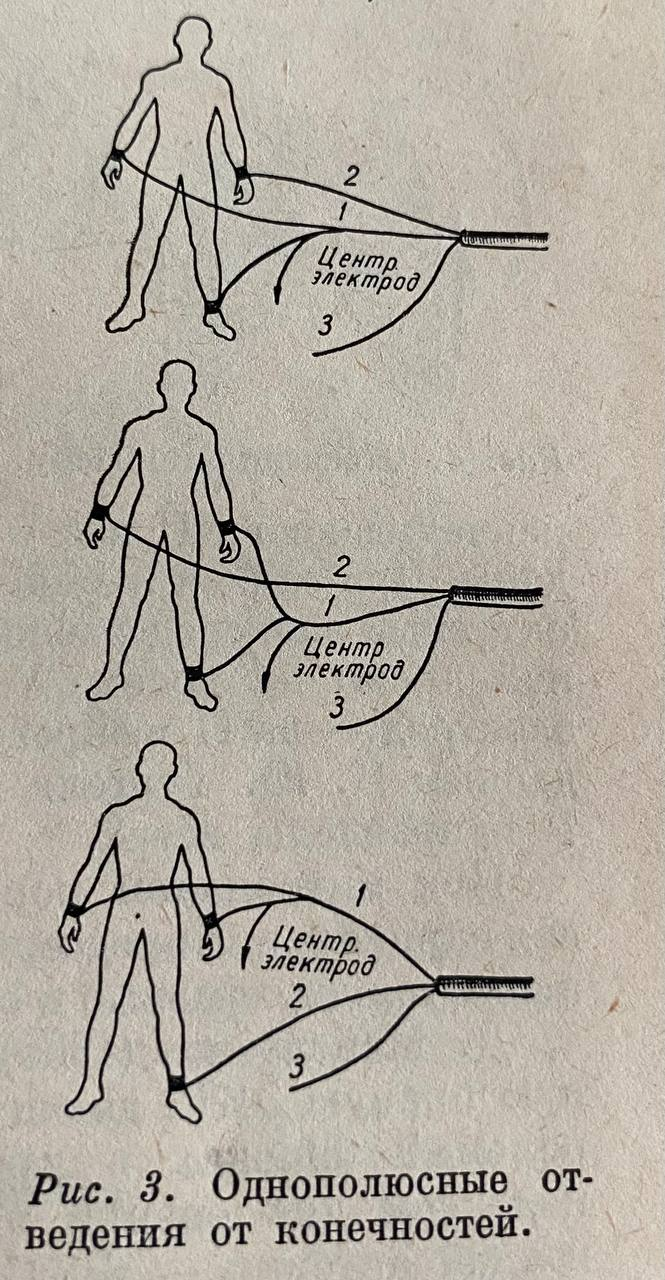 2
1
Центр.
электрод
3
2
1
Центр
электрод
3
1
Центр.
электрод
2
3
Рис. 3. Однополюсные от-
ведения от конечностей.